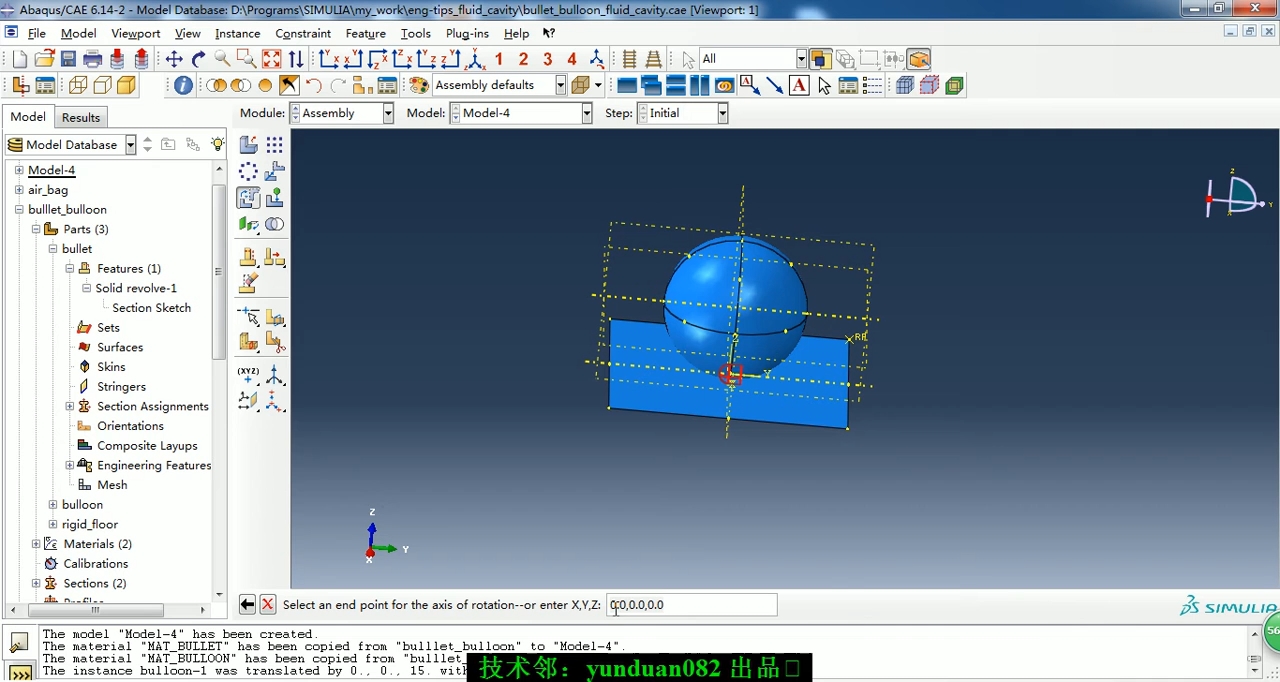 Abaqus/CAE 6.14-2 - Model Database: D:\Programs\SIMULIA\my_work\eng-tips_fluid_cavity\bullet_bulloon_fluid_cavity.cae [Viewport: 1]
File Model Viewport View Instance Constraint Feature Tools Plug-ins Help
1 2 3 4 All
Assembly defaults
Model Results Module: Assembly Model: Model-4 Step: Initial
Model Database
Model-4
air_bag
bulllet_bulloon
Parts (3)
bullet
Features (1)
Solid revolve-1
Section Sketch
Sets
Surfaces
Skins
Stringers
Section Assignments
Orientations
Composite Layups
Engineering Features
Mesh
bulloon
rigid_floor
Materials (2)
Calibrations
Sections (2)
Z
Y
Z
RP
Y
Z
Y
X
Select an end point for the axis of rotation--or enter X,Y,Z: 0.0,0.0,0.0
SIMULIA
The model "Model-4" has been created.
The material "MAT_BULLET" has been copied from "bulllet_bulloon" to "Model-4".
The material "MAT_BULLOON" has been copied from "bulllet
The instance bulloon-1 was translated by 0., 0., 15. wit
技术邻：yunduan082 出品
56